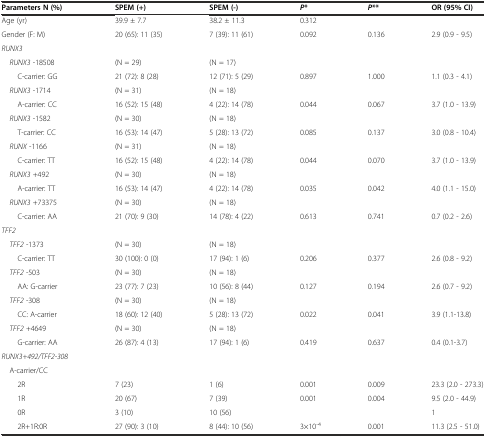 Parameters N (%) SPEM (+) SPEM (-) P* P** OR (95% CI)
Age (yr) 39.9 ± 7.7 38.2 ± 11.3 0.312
Gender (F: M) 20 (65): 11 (35) 7 (39): 11 (61) 0.092 0.136 2.9 (0.9 - 9.5)
RUNX3
RUNX3 -18508 (N = 29) (N = 17)
C-carrier: GG 21 (72): 8 (28) 12 (71): 5 (29) 0.897 1.000 1.1 (0.3 - 4.1)
RUNX3 -1714 (N = 31) (N = 18)
A-carrier: CC 16 (52): 15 (48) 4 (22): 14 (78) 0.044 0.067 3.7 (1.0 - 13.9)
RUNX3 -1582 (N = 30) (N = 18)
T-carrier: CC 16 (53): 14 (47) 5 (28): 13 (72) 0.085 0.137 3.0 (0.8 - 10.4)
RUNX -1166 (N = 31) (N = 18)
C-carrier: TT 16 (52): 15 (48) 4 (22): 14 (78) 0.044 0.070 3.7 (1.0 - 13.9)
RUNX3 +492 (N = 30) (N = 18)
A-carrier: TT 16 (53): 14 (47) 4 (22): 14 (78) 0.035 0.042 4.0 (1.1 - 15.0)
RUNX3 +73375 (N = 30) (N = 18)
C-carrier: AA 21 (70): 9 (30) 14 (78): 4 (22) 0.613 0.741 0.7 (0.2 - 2.6)
TFF2
TFF2 -1373 (N = 30) (N = 18)
C-carrier: TT 30 (100): 0 (0) 17 (94): 1 (6) 0.206 0.377 2.6 (0.8 - 9.2)
TFF2 -503 (N = 30) (N = 18)
AA: G-carrier 23 (77): 7 (23) 10 (56): 8 (44) 0.127 0.194 2.6 (0.7 - 9.2)
TFF2 -308 (N = 30) (N = 18)
CC: A-carrier 18 (60): 12 (40) 5 (28): 13 (72) 0.022 0.041 3.9 (1.1-13.8)
TFF2 +4649 (N = 30) (N = 18)
G-carrier: AA 26 (87): 4 (13) 17 (94): 1 (6) 0.419 0.637 0.4 (0.1-3.7)
RUNX3+492/TFF2-308
A-carrier/CC
2R 7 (23) 1 (6) 0.001 0.009 23.3 (2.0 - 273.3)
1R 20 (67) 7 (39) 0.001 0.004 9.5 (2.0 - 44.9)
0R 3 (10) 10 (56) 1
2R+1R:0R 27 (90): 3 (10) 8 (44): 10 (56) 3×10⁻⁴ 0.001 11.3 (2.5 - 51.0)